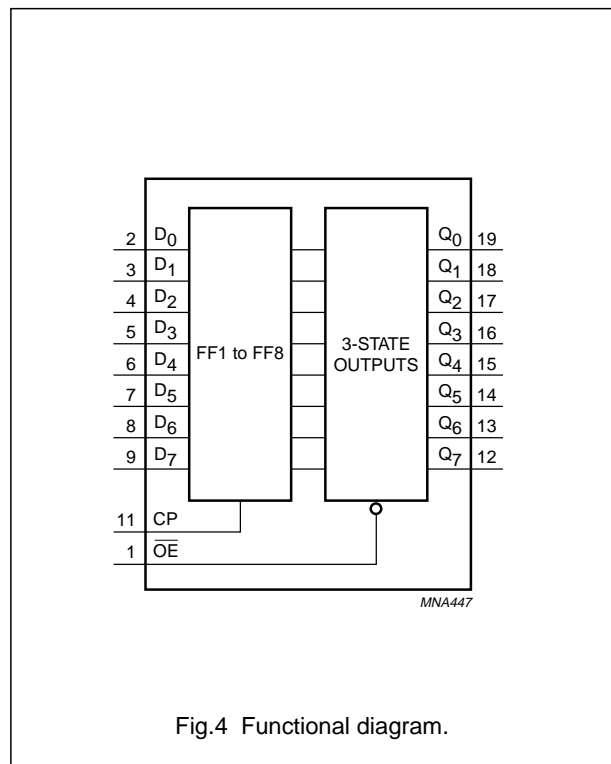 2 D0 Q0 19
3 D1 Q1 18
4 D2 Q2 17
5 D3 Q3 16
6 D4 Q4 15
7 D5 Q5 14
8 D6 Q6 13
9 D7 Q7 12
FF1 to FF8
3-STATE
OUTPUTS
11 CP
1 O̅E̅
MNA447
Fig.4 Functional diagram.